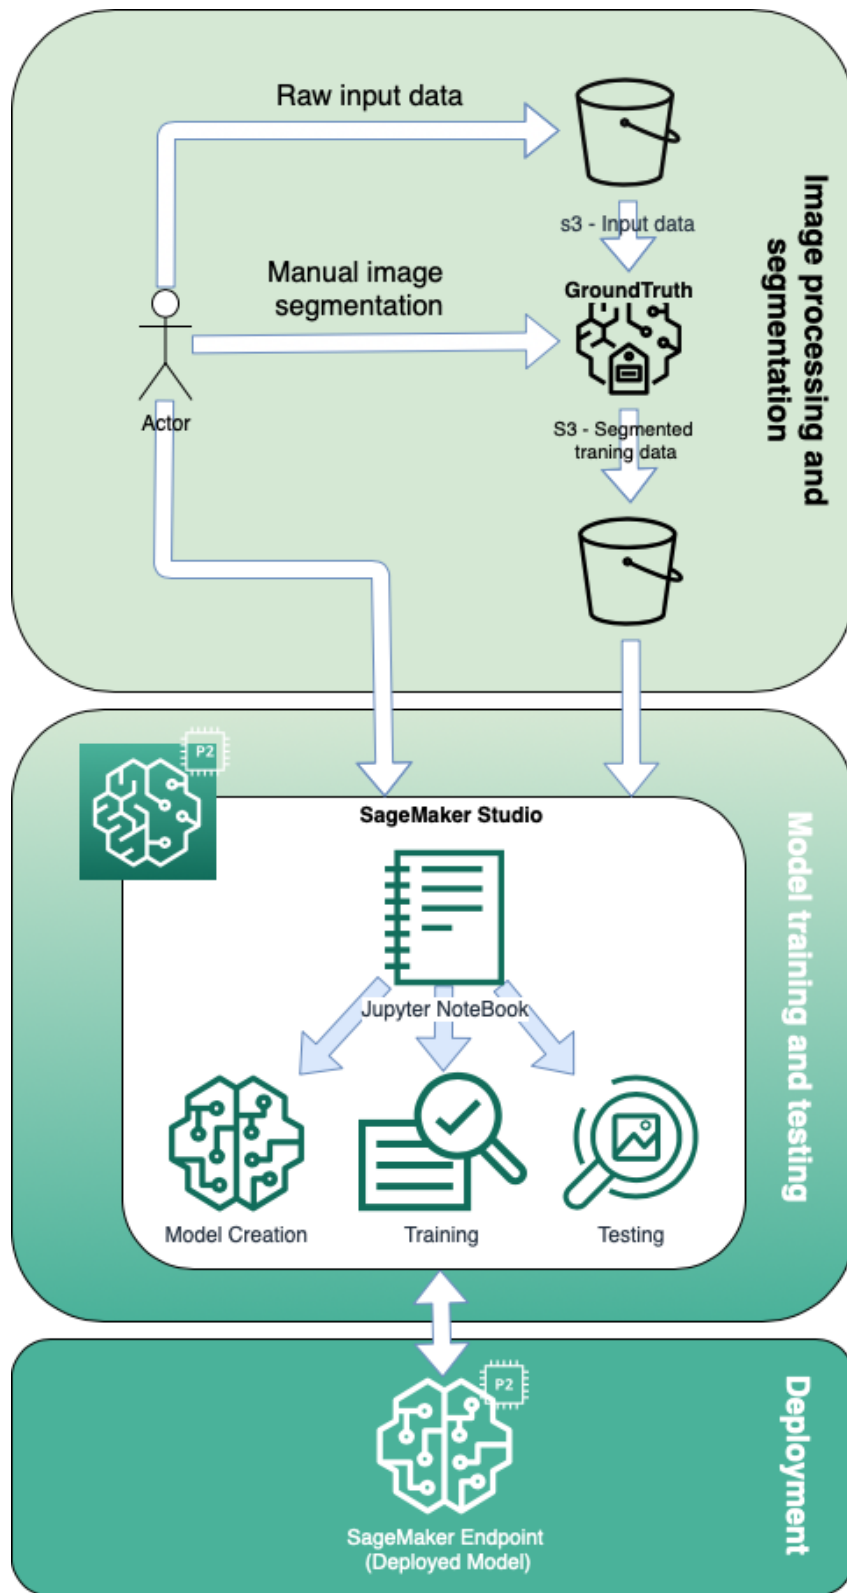 Raw input data
s3 - Input data
Manual image
segmentation
GroundTruth
Actor
S3 - Segmented
traning data
Image processing and
segmentation
P2
SageMaker Studio
Jupyter NoteBook
Model Creation
Training
Testing
Model training and testing
P2
SageMaker Endpoint
(Deployed Model)
Deployment